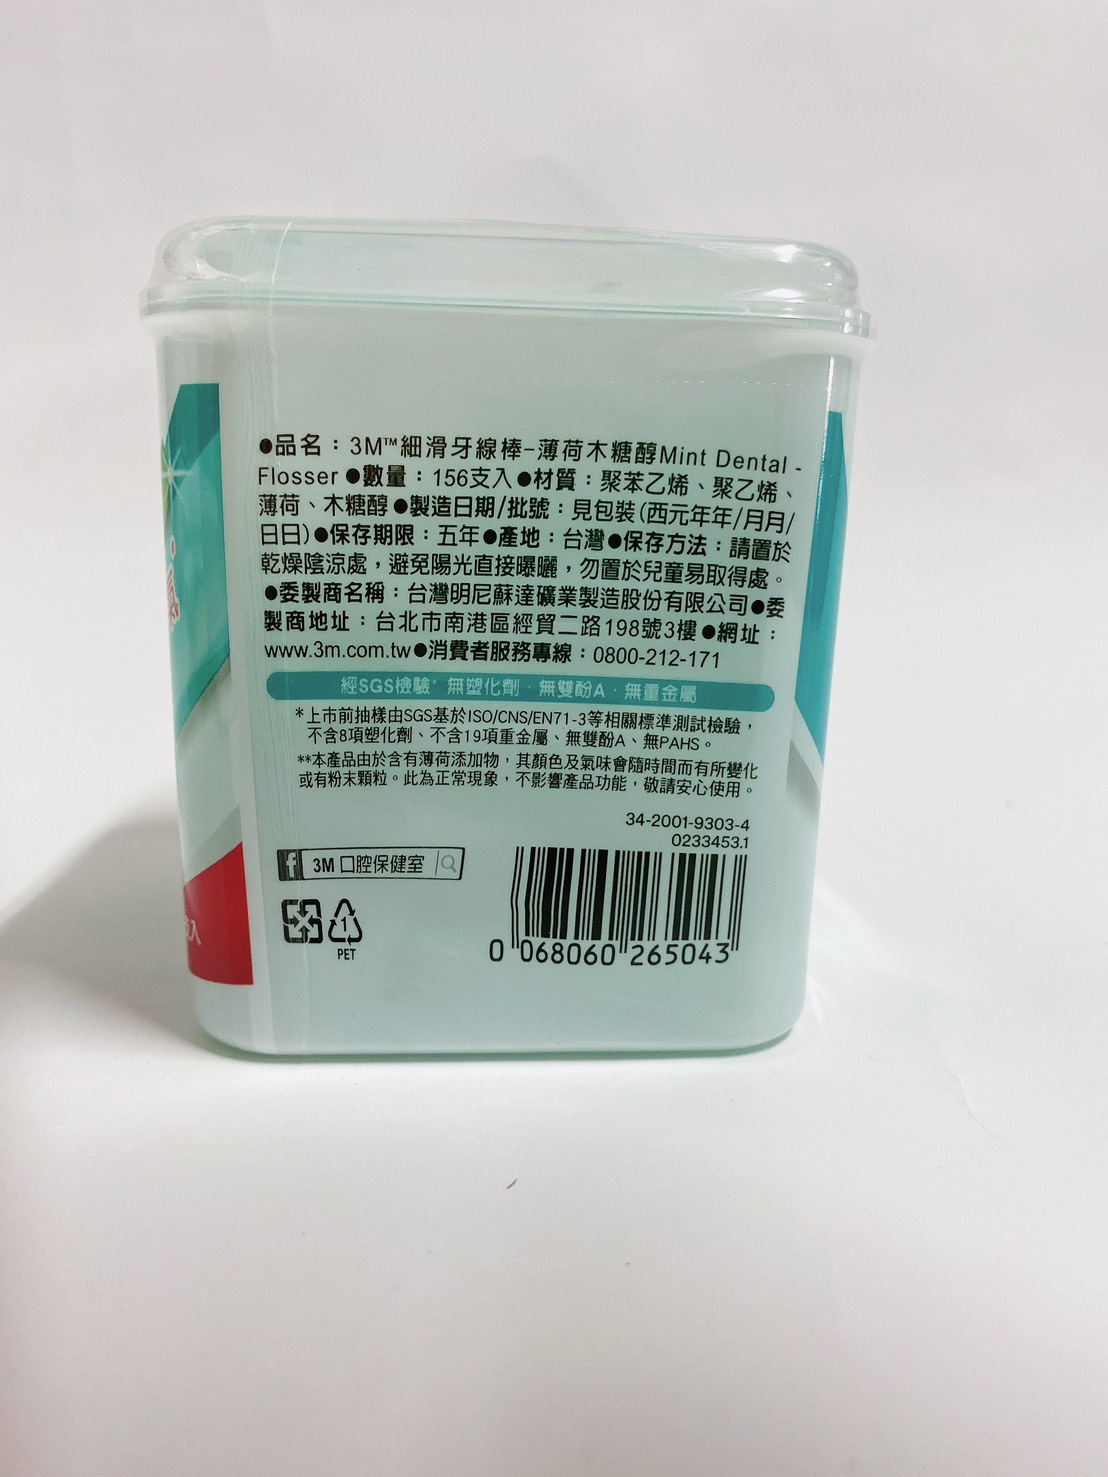 ●品名：3M™細滑牙線棒-薄荷木糖醇Mint Dental -
Flosser ●數量：156支入●材質：聚苯乙烯、聚乙烯、
薄荷、木糖醇●製造日期/批號：見包裝(西元年年/月月/
日日)●保存期限：五年●產地：台灣●保存方法：請置於
乾燥陰涼處，避免陽光直接曝曬，勿置於兒童易取得處。
●委製商名稱：台灣明尼蘇達礦業製造股份有限公司●委
製商地址：台北市南港區經貿二路198號3樓●網址：
www.3m.com.tw●消費者服務專線：0800-212-171
經SGS檢驗* 無塑化劑．無雙酚A．無重金屬
*上市前抽樣由SGS基於ISO/CNS/EN71-3等相關標準測試檢驗，
不含8項塑化劑、不含19項重金屬、無雙酚A、無PAHS。
**本產品由於含有薄荷添加物，其顏色及氣味會隨時間而有所變化
或有粉末顆粒。此為正常現象，不影響產品功能，敬請安心使用。
34-2001-9303-4
0233453.1
f 3M 口腔保健室
1
PET
0 068060 265043
入